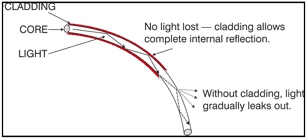 CLADDING
CORE
LIGHT
No light lost — cladding allows
complete internal reflection.
Without cladding, light
gradually leaks out.